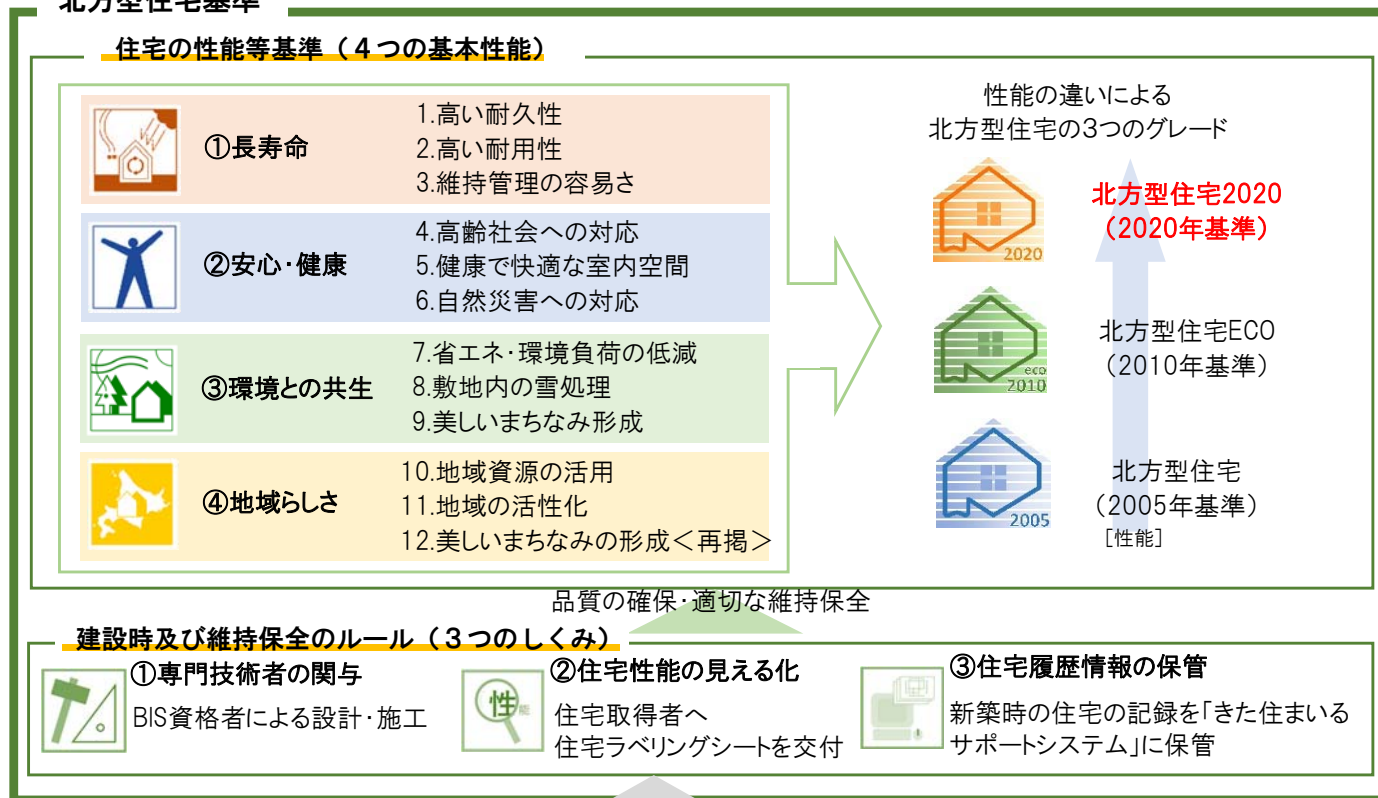 北方型住宅基準
住宅の性能等基準（４つの基本性能）
①長寿命
1.高い耐久性
2.高い耐用性
3.維持管理の容易さ
②安心・健康
4.高齢社会への対応
5.健康で快適な室内空間
6.自然災害への対応
③環境との共生
7.省エネ・環境負荷の低減
8.敷地内の雪処理
9.美しいまちなみ形成
④地域らしさ
10.地域資源の活用
11.地域の活性化
12.美しいまちなみの形成＜再掲＞
性能の違いによる
北方型住宅の3つのグレード
2020
北方型住宅2020
（2020年基準）
eco
2010
北方型住宅ECO
（2010年基準）
2005
北方型住宅
（2005年基準）
［性能］
品質の確保・適切な維持保全
建設時及び維持保全のルール（３つのしくみ）
①専門技術者の関与
BIS資格者による設計・施工
性能
②住宅性能の見える化
住宅取得者へ
住宅ラベリングシートを交付
③住宅履歴情報の保管
新築時の住宅の記録を「きた住まいる
サポートシステム」に保管